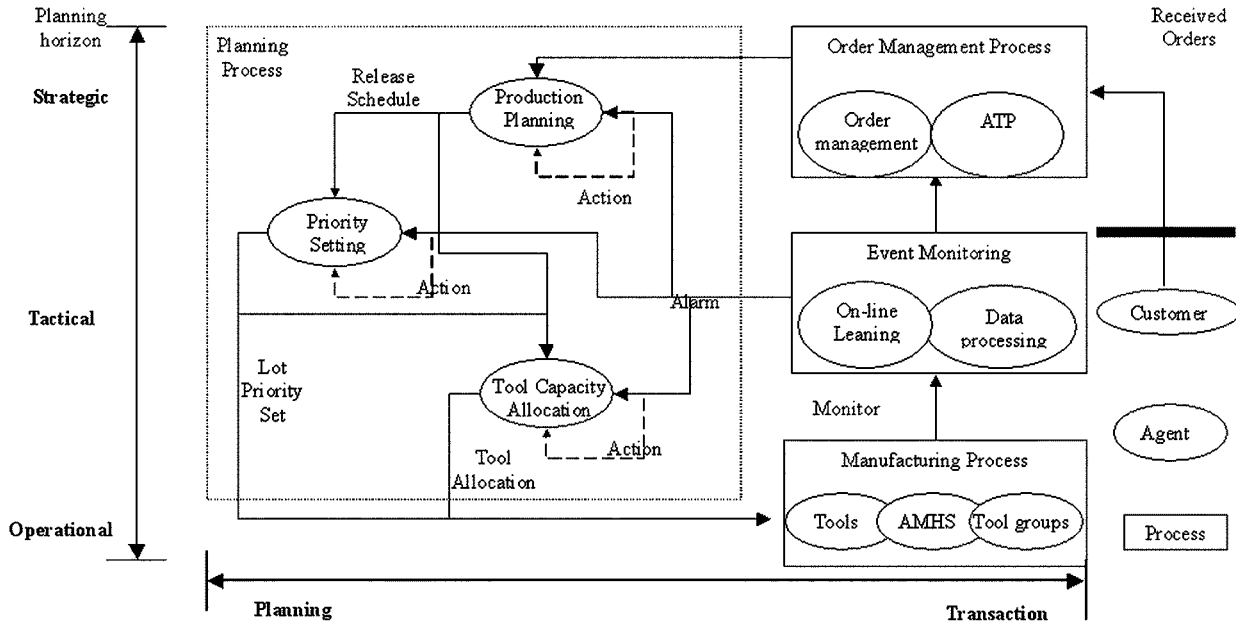 Planning
horizon
Strategic
Tactical
Operational
Planning
Process
Release
Schedule
Production
Planning
Action
Priority
Setting
Action
Alarm
Lot
Priority
Set
Tool Capacity
Allocation
Action
Tool
Allocation
Order Management Process
Order
management
ATP
Event Monitoring
On-line
Leaning
Data
processing
Monitor
Manufacturing Process
Tools
AMHS
Tool groups
Received
Orders
Customer
Agent
Process
Planning
Transaction